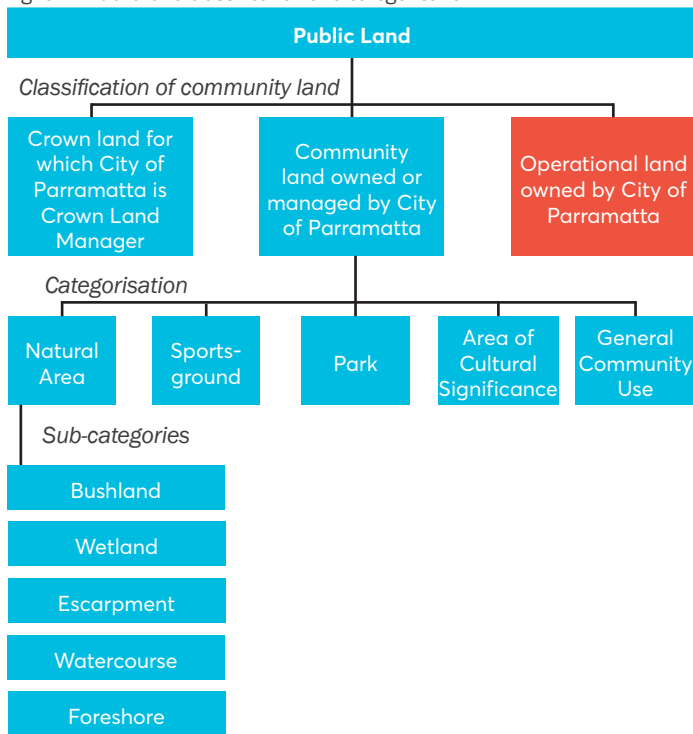 Public Land
Classification of community land
Crown land for
which City of
Parramatta is
Crown Land
Manager
Community
land owned or
managed by City
of Parramatta
Operational land
owned by City of
Parramatta
Categorisation
Natural
Area
Sports-
ground
Park
Area of
Cultural
Significance
General
Community
Use
Sub-categories
Bushland
Wetland
Escarpment
Watercourse
Foreshore